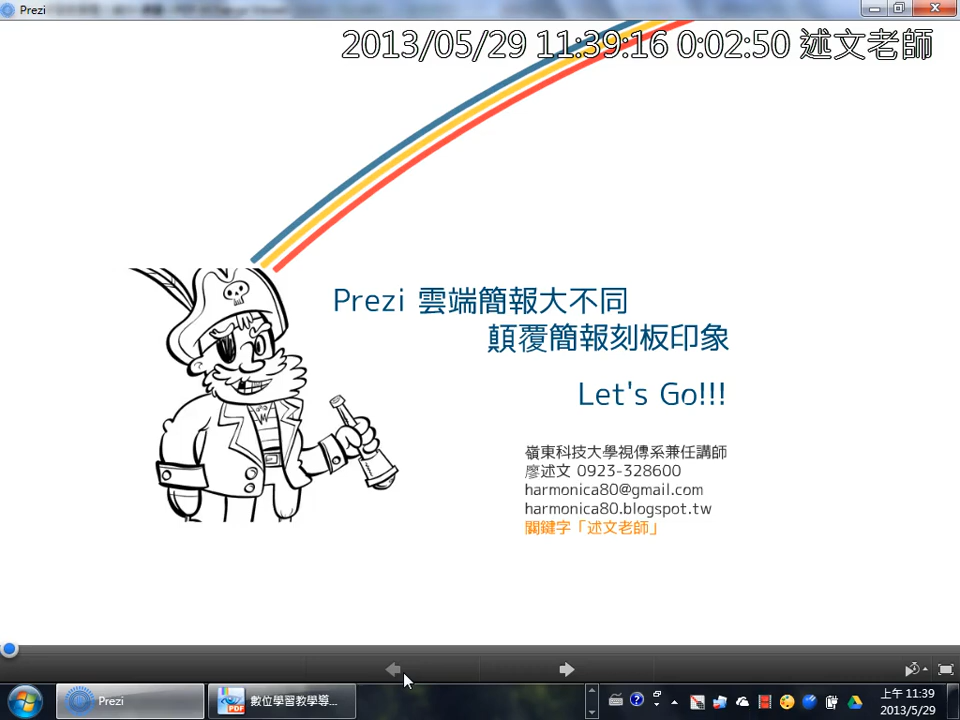 Prezi
2013/05/29 11:39:16 0:02:50 述文老師
Prezi 雲端簡報大不同
顛覆簡報刻板印象
Let's Go!!!
嶺東科技大學視傳系兼任講師
廖述文 0923-328600
harmonica80@gmail.com
harmonica80.blogspot.tw
關鍵字「述文老師」
Prezi
數位學習教學導...
上午 11:39
2013/5/29